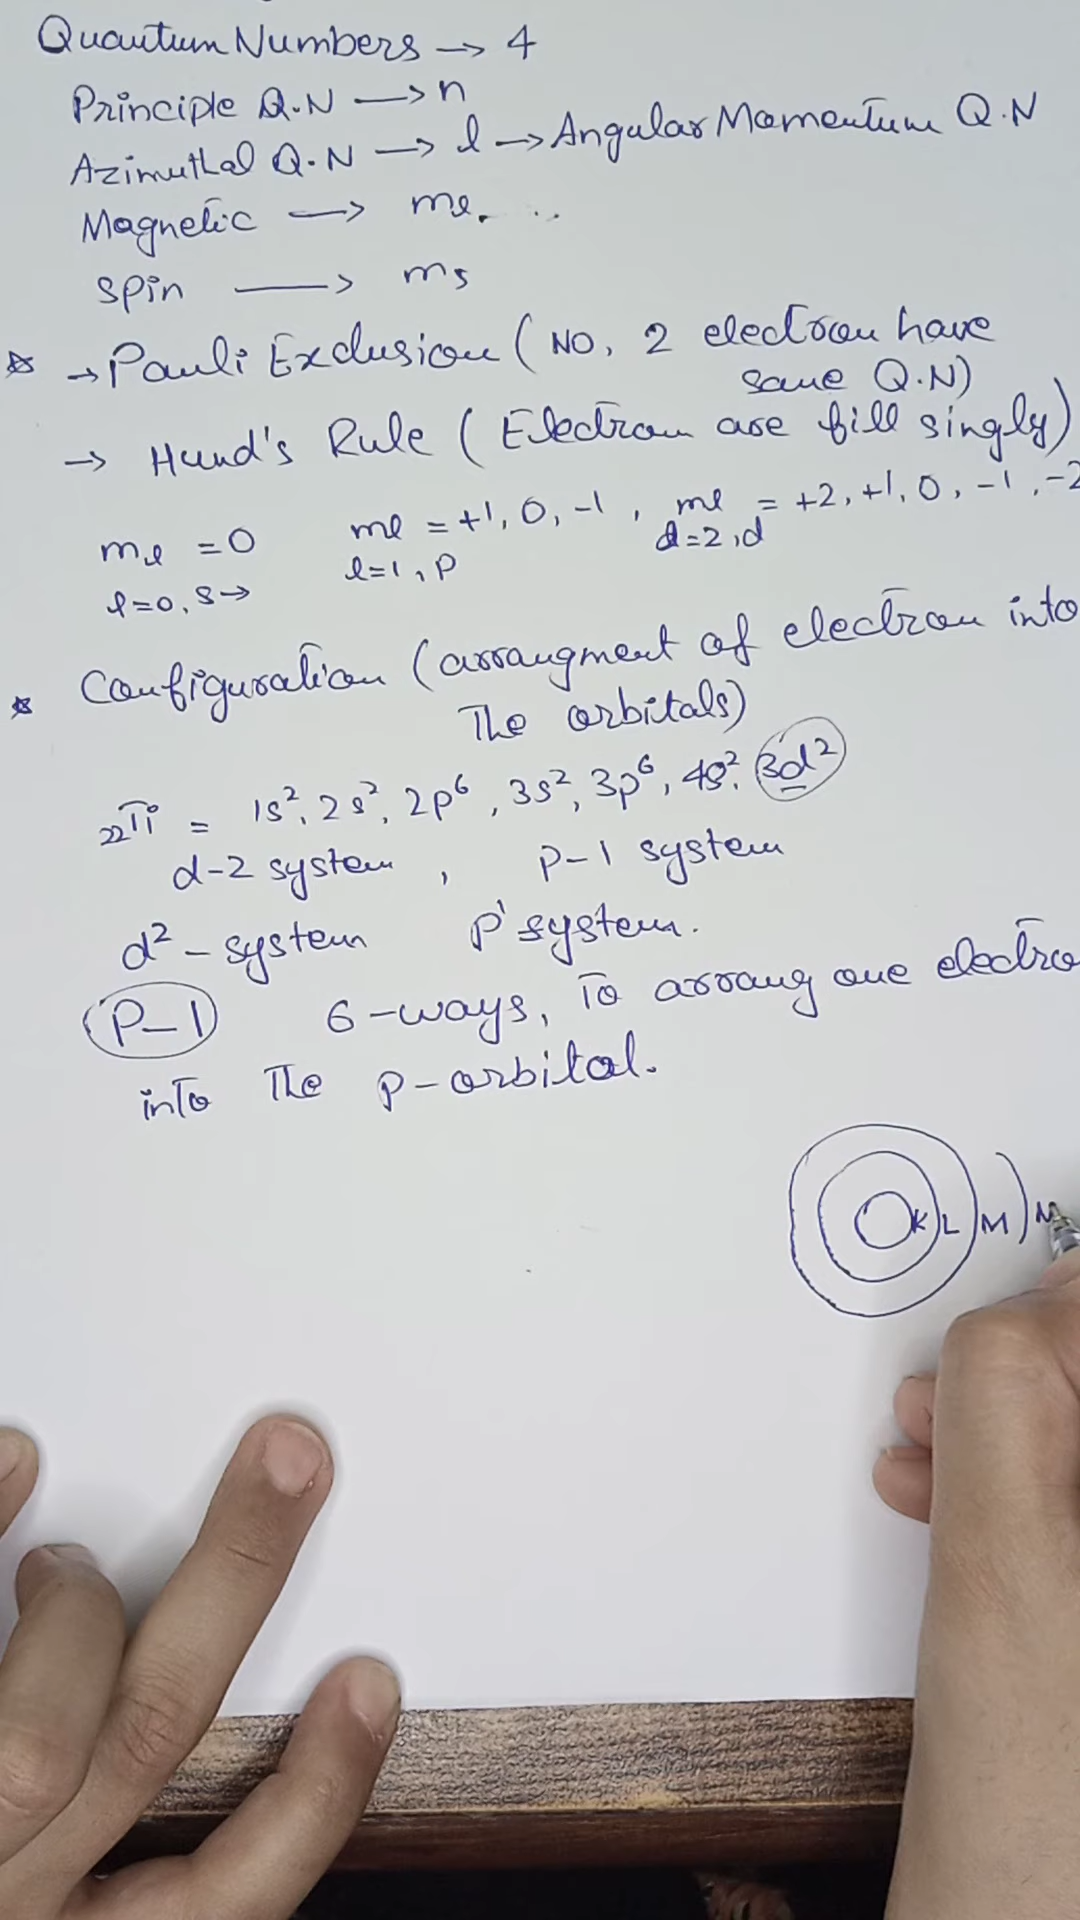 Quantum Numbers → 4
Principle Q.N → n
Azimuthal Q.N → l → Angular Momentum Q.N
Magnetic → ml
Spin → ms
☆ → Pauli Exclusion (NO, 2 electron have
same Q.N)
→ Hund's Rule (Electron are fill singly)
ml = 0   ml = +1, 0, -1 , ml = +2, +1, 0, -1, -2
l=0, s→   l=1, p   d=2, d
☆ Configuration (arrangment of electron into
The orbitals)
22Ti = 1s², 2s², 2p⁶, 3s², 3p⁶, 4s², 3d²
d-2 system , p-1 system
d² - system   p¹ system.
P-1   6-ways, To arrang one electro
into The p-orbital.
K L M N